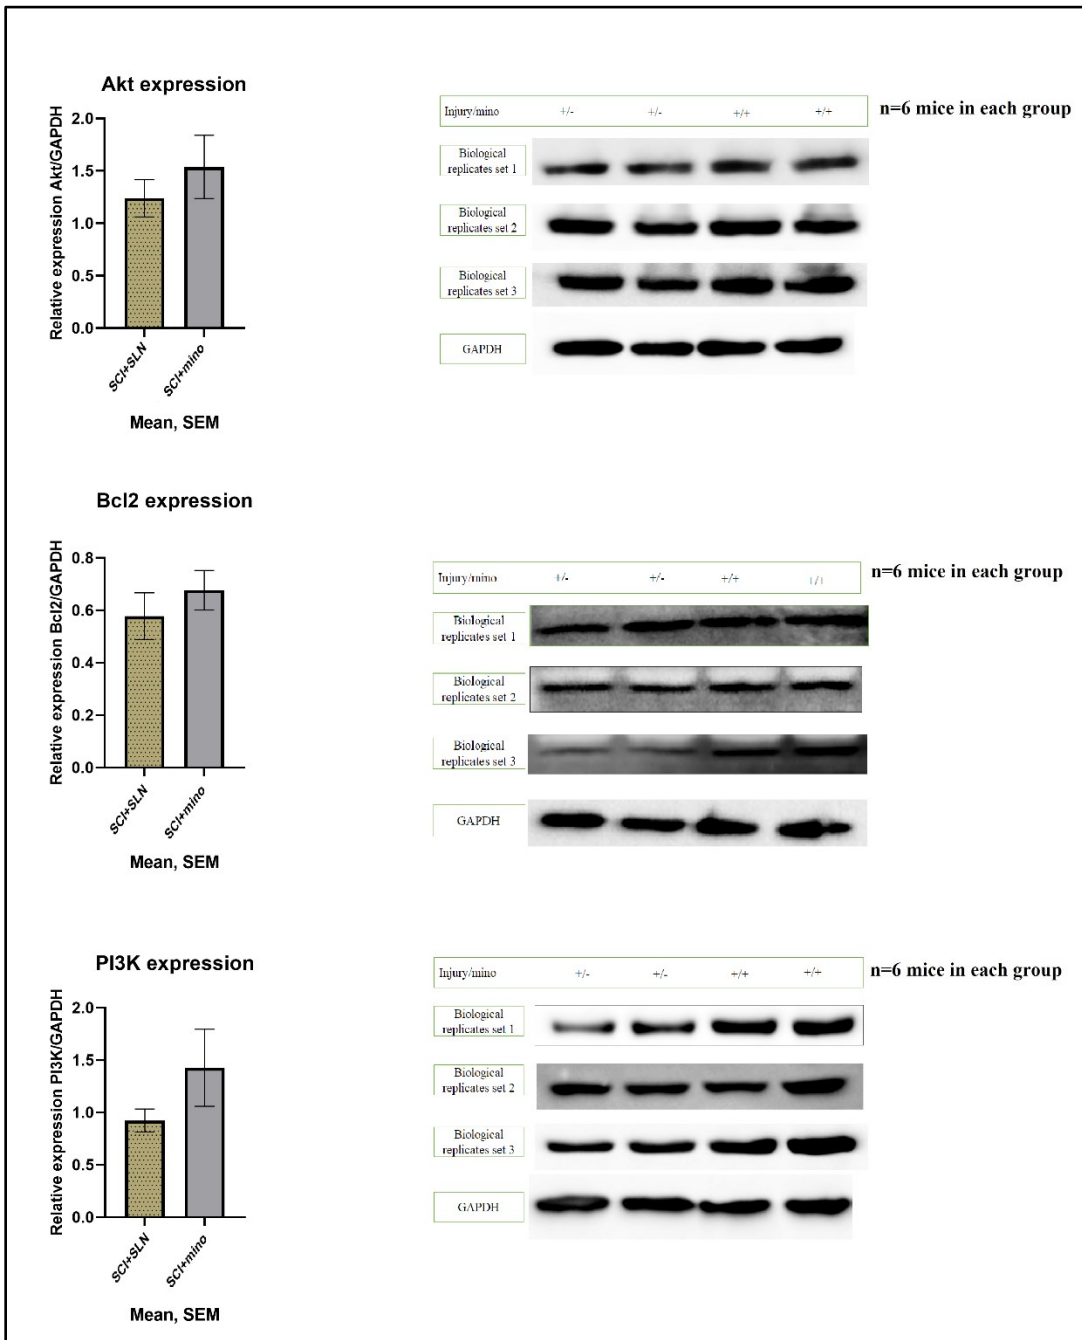 Akt expression
Relative expression Akt/GAPDH
2.0
1.5
1.0
0.5
0.0
SCI+SLN
SCI+mino
Mean, SEM
Injury/mino +/- +/- +/+ +/+
n=6 mice in each group
Biological
replicates set 1
Biological
replicates set 2
Biological
replicates set 3
GAPDH
Bcl2 expression
Relative expression Bcl2/GAPDH
0.8
0.6
0.4
0.2
0.0
SCI+SLN
SCI+mino
Mean, SEM
Injury/mino +/- +/- +/+ +/+
n=6 mice in each group
Biological
replicates set 1
Biological
replicates set 2
Biological
replicates set 3
GAPDH
PI3K expression
Relative expression PI3K/GAPDH
2.0
1.5
1.0
0.5
0.0
SCI+SLN
SCI+mino
Mean, SEM
Injury/mino +/- +/- +/+ +/+
n=6 mice in each group
Biological
replicates set 1
Biological
replicates set 2
Biological
replicates set 3
GAPDH